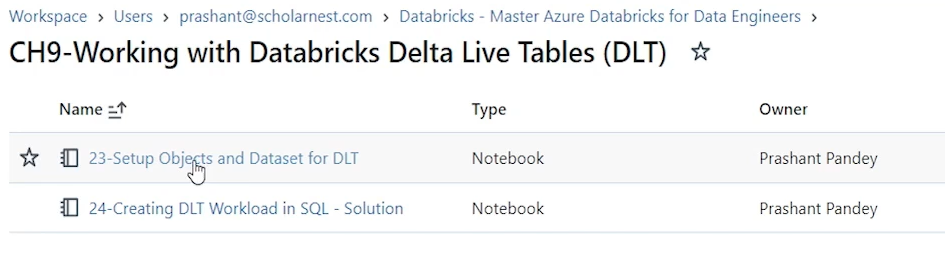 Workspace > Users > prashant@scholarnest.com > Databricks - Master Azure Databricks for Data Engineers >
CH9-Working with Databricks Delta Live Tables (DLT)
Name Type Owner
23-Setup Objects and Dataset for DLT Notebook Prashant Pandey
24-Creating DLT Workload in SQL - Solution Notebook Prashant Pandey